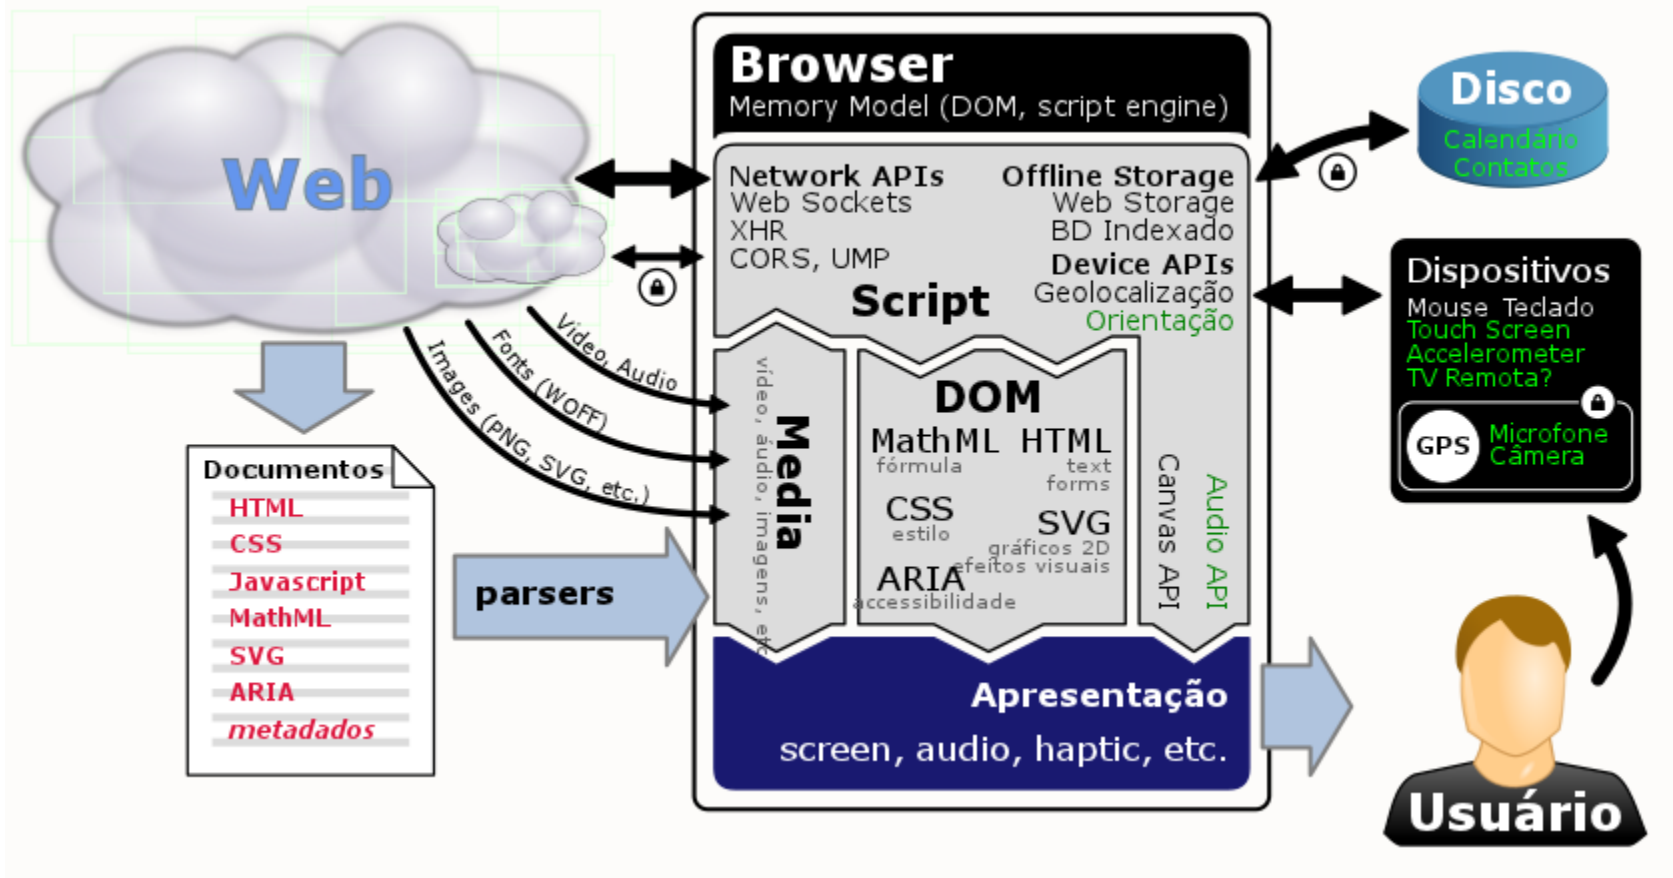 Web
Video, Audio
Fonts (WOFF)
Images (PNG, SVG, etc.)
Documentos
HTML
CSS
Javascript
MathML
SVG
ARIA
metadados
parsers
Browser
Memory Model (DOM, script engine)
Network APIs
Web Sockets
XHR
CORS, UMP
Offline Storage
Web Storage
BD Indexado
Device APIs
Geolocalização
Orientação
Script
Media
vídeo, áudio, imagens, etc
DOM
MathML HTML
fórmula text
forms
CSS
estilo
SVG
gráficos 2D
efeitos visuais
ARIA
accessibilidade
Canvas API
Audio API
Apresentação
screen, audio, haptic, etc.
Disco
Calendário
Contatos
Dispositivos
Mouse Teclado
Touch Screen
Accelerometer
TV Remota?
GPS
Microfone
Câmera
Usuário